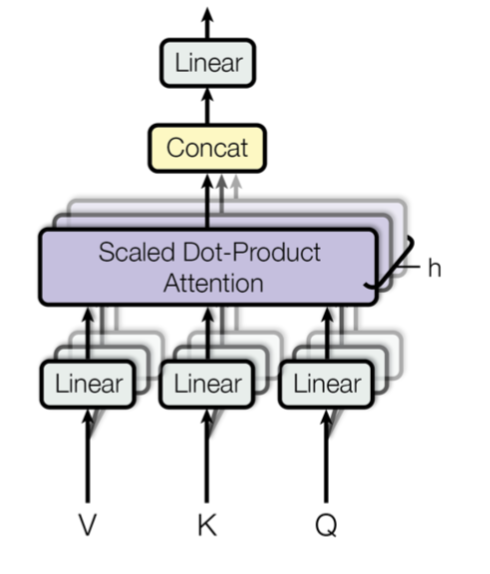 Linear
Concat
Scaled Dot-Product
Attention
h
Linear Linear Linear
V K Q